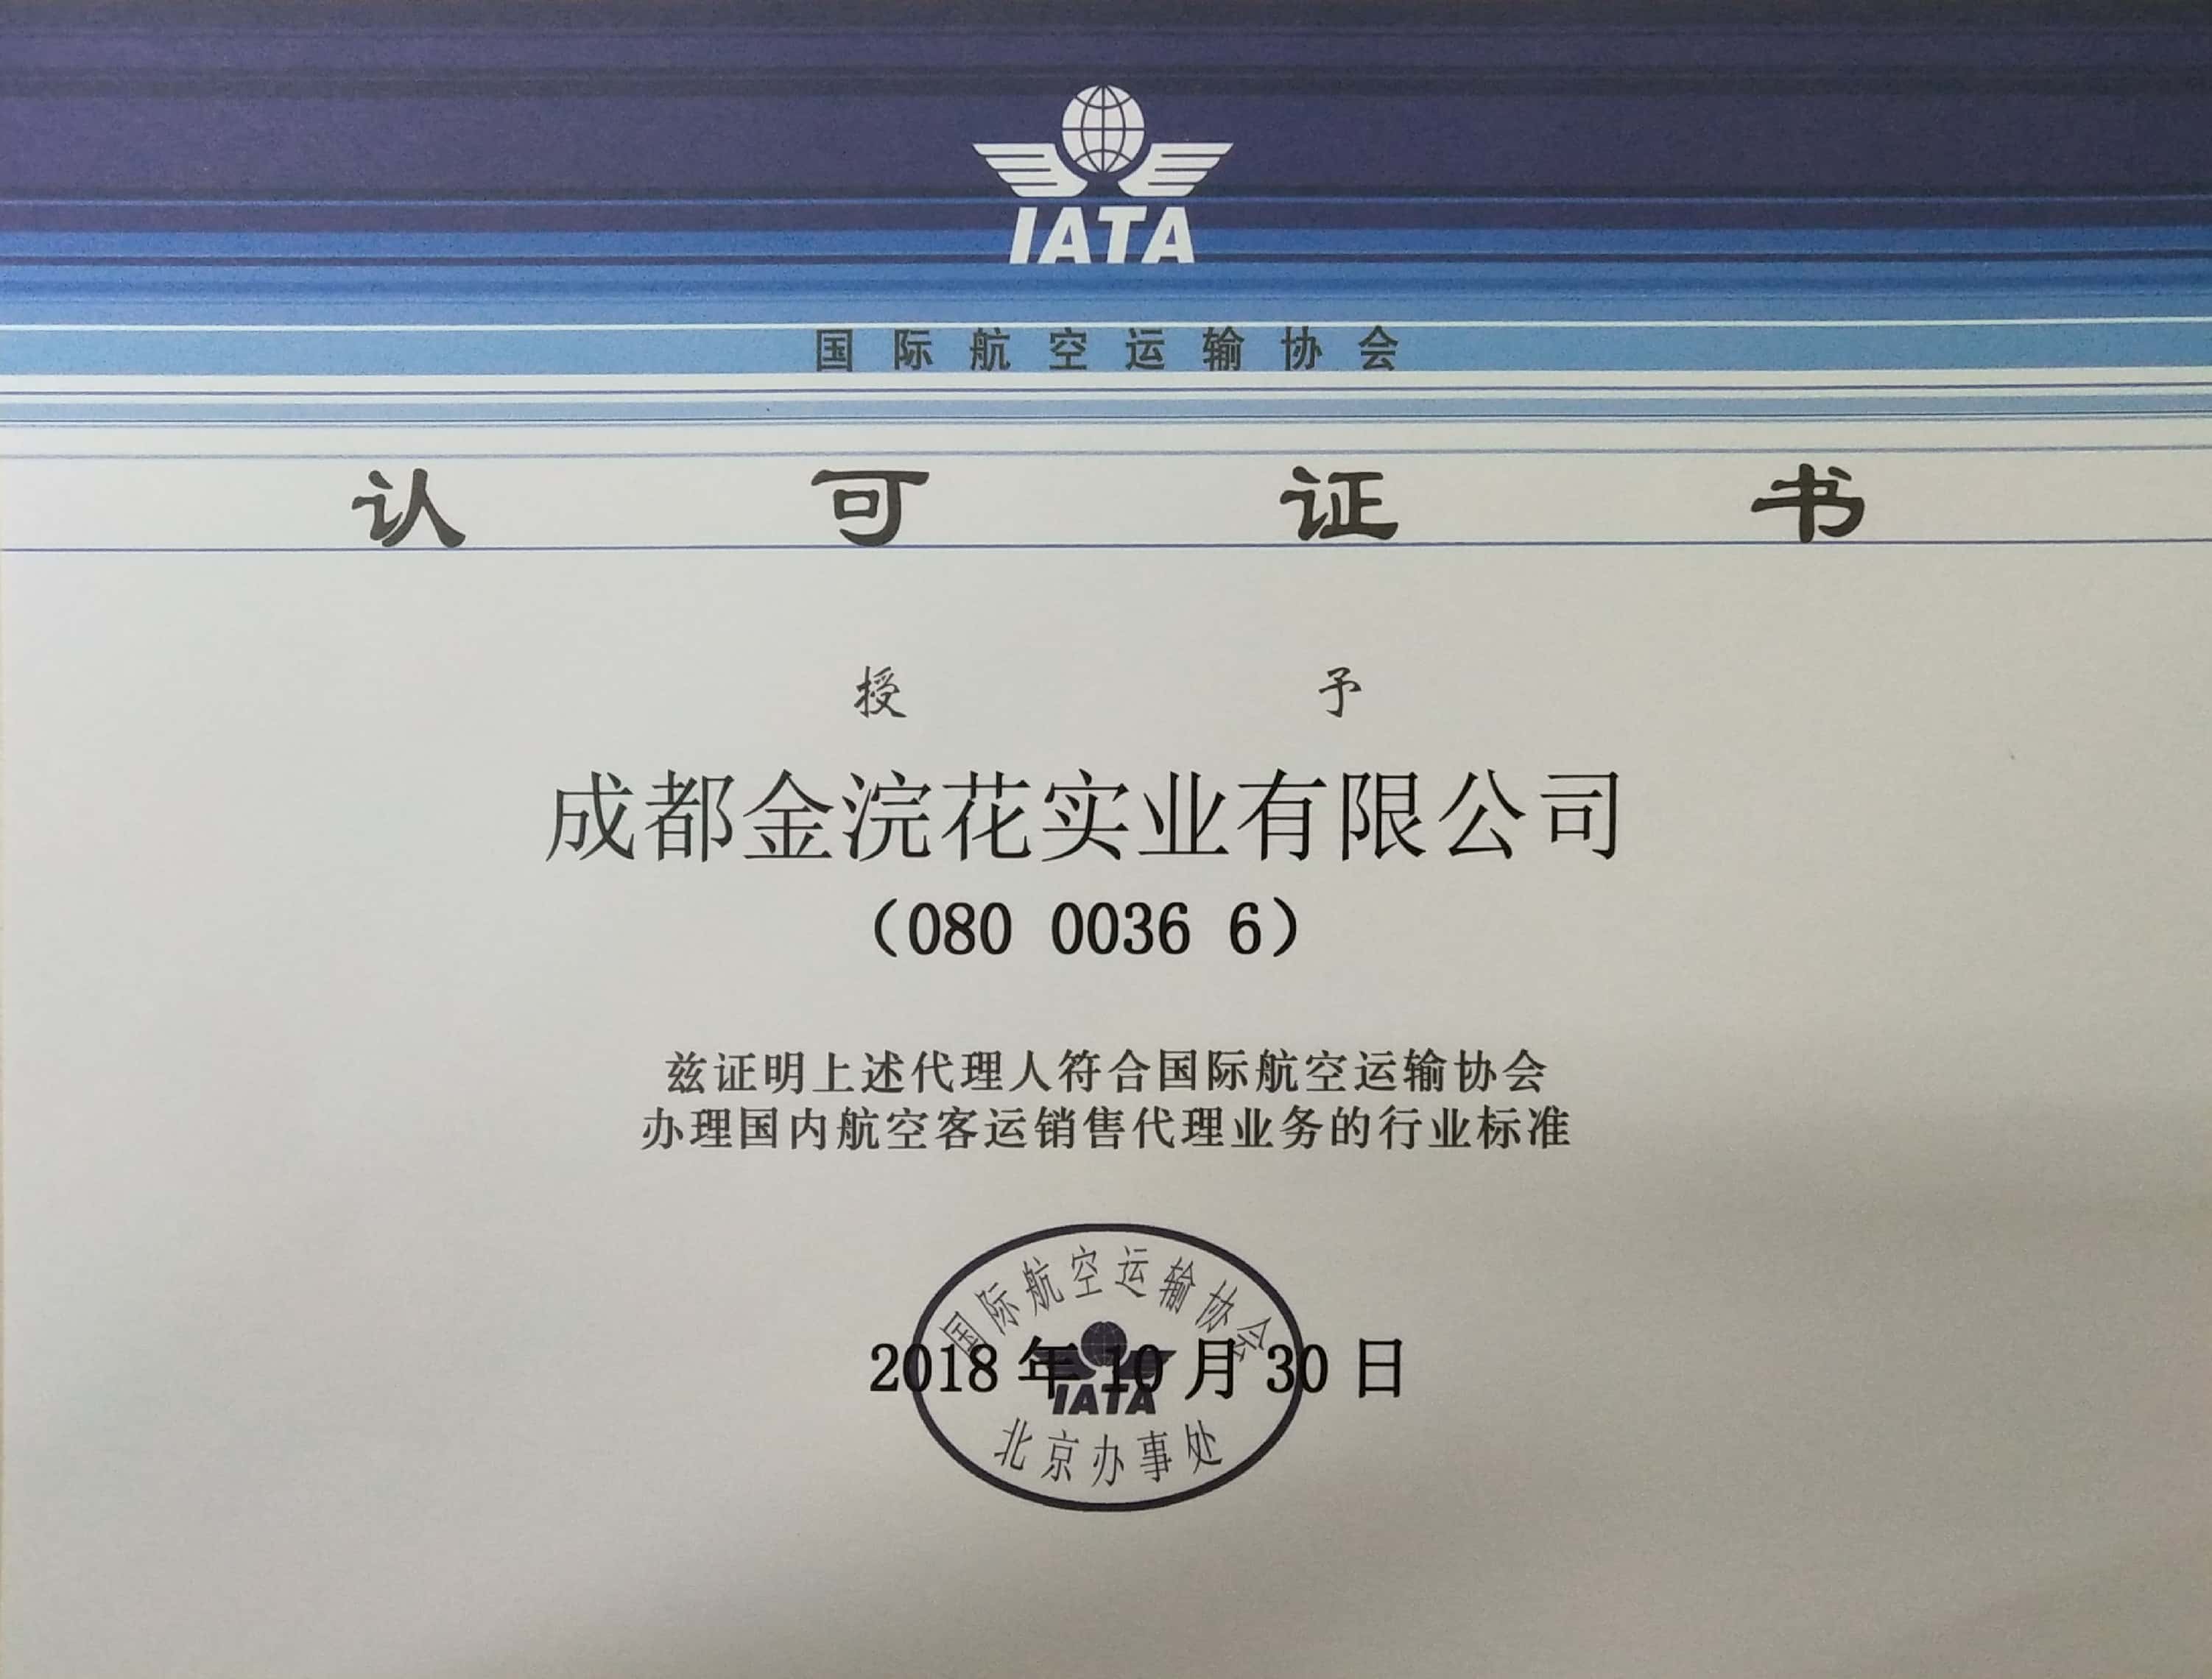 IATA
国际航空运输协会
认可证书
授予
成都金浣花实业有限公司
（080 0036 6）
兹证明上述代理人符合国际航空运输协会
办理国内航空客运销售代理业务的行业标准
国际航空运输协会
2018年10月30日
IATA
北京办事处